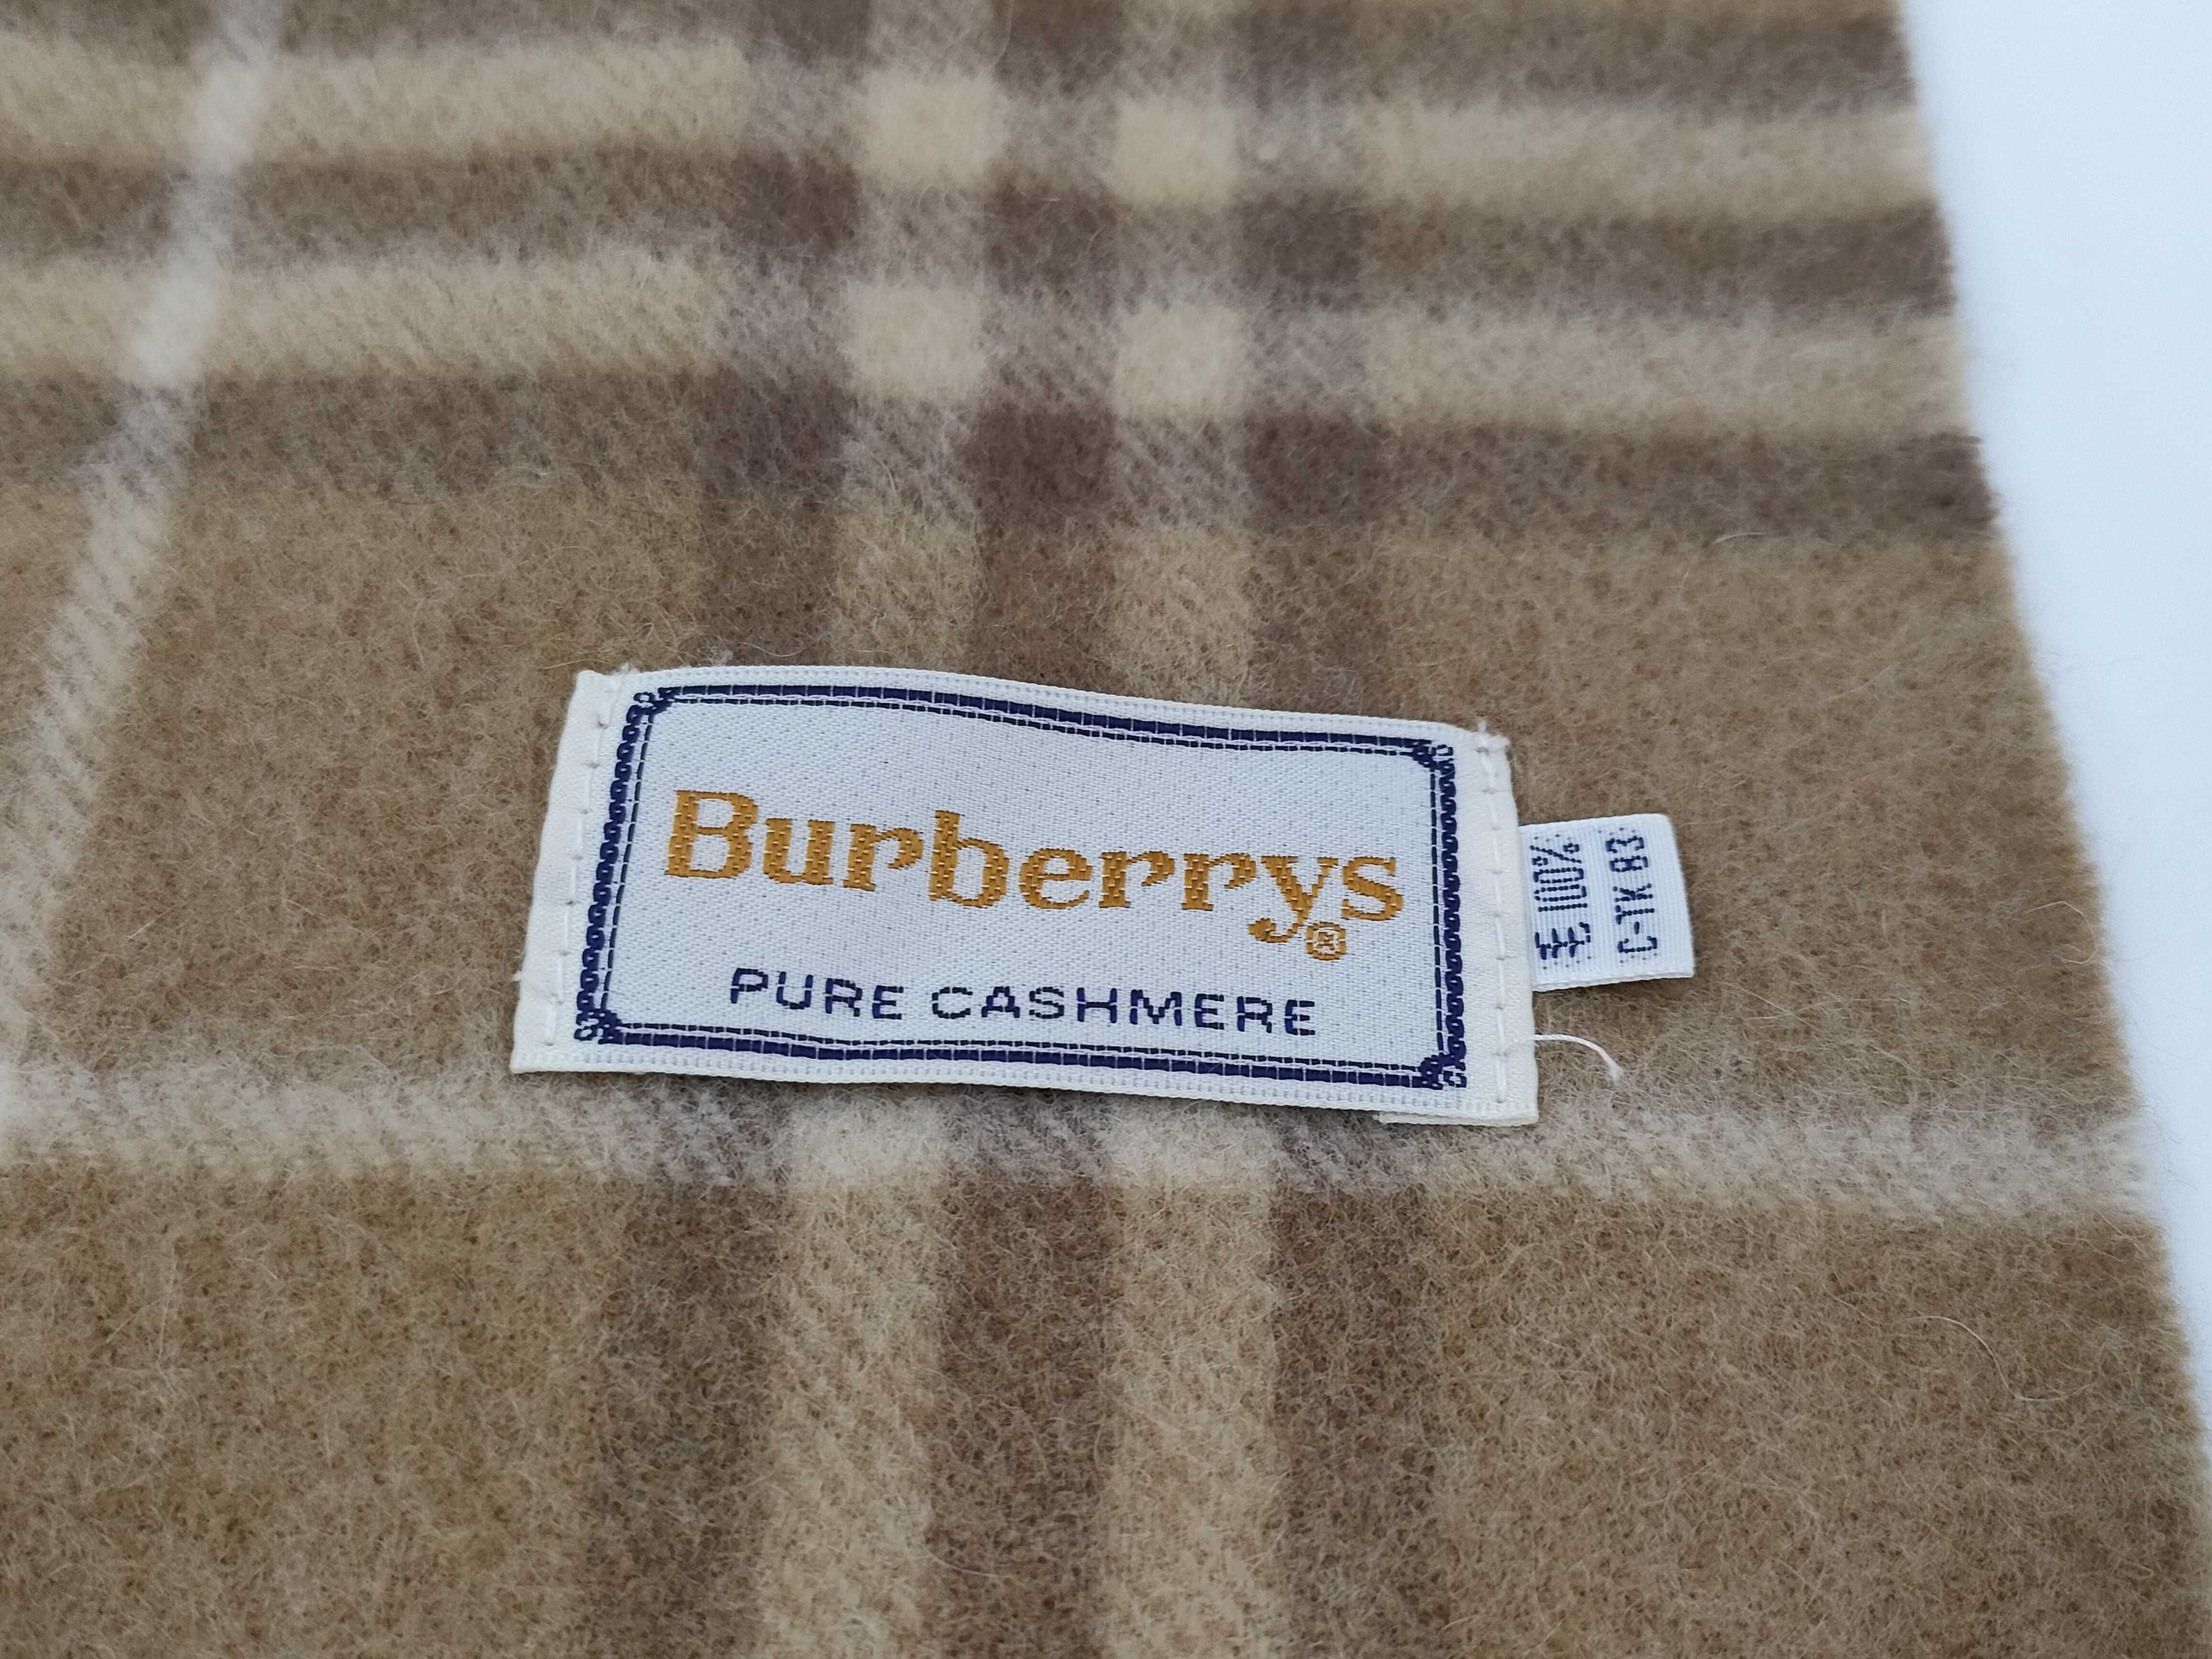 Burberrys®
PURE CASHMERE
毛 100%
C-TK 83